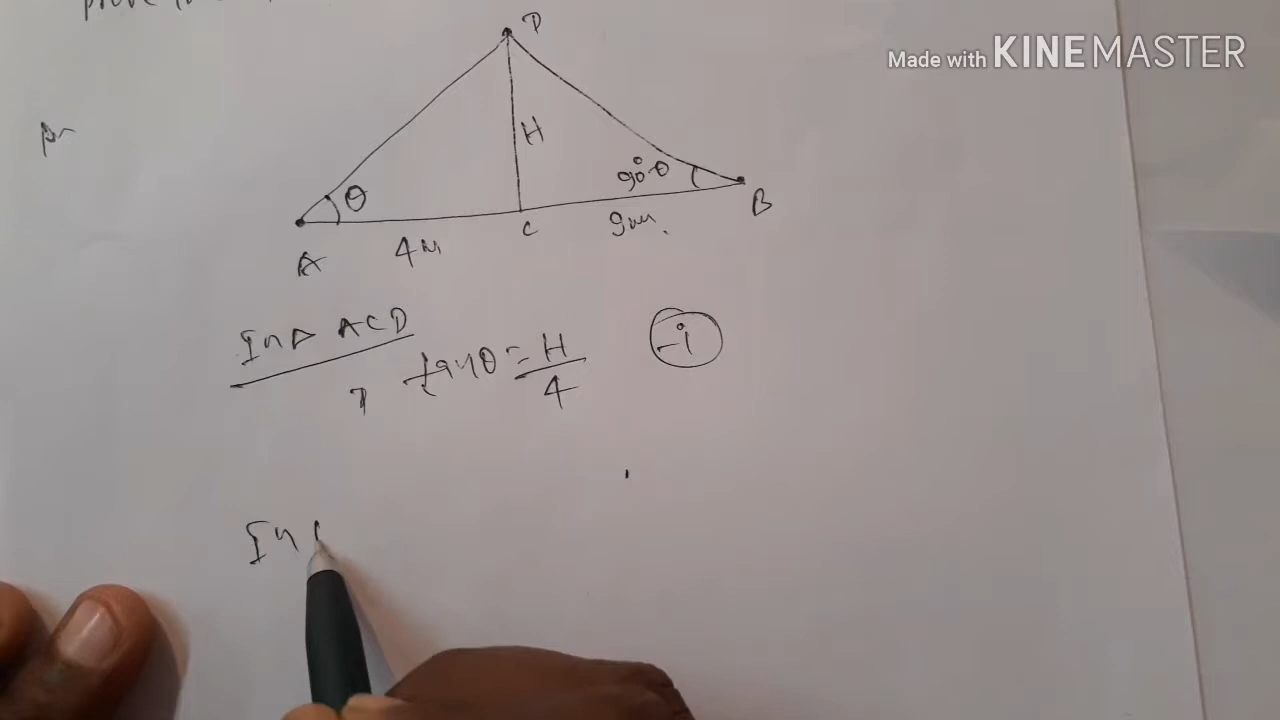 Made with KINEMASTER
D
H
θ
90°-θ
A
4m
C
9m.
B
In Δ ACD
tanθ = H
4
-i
In